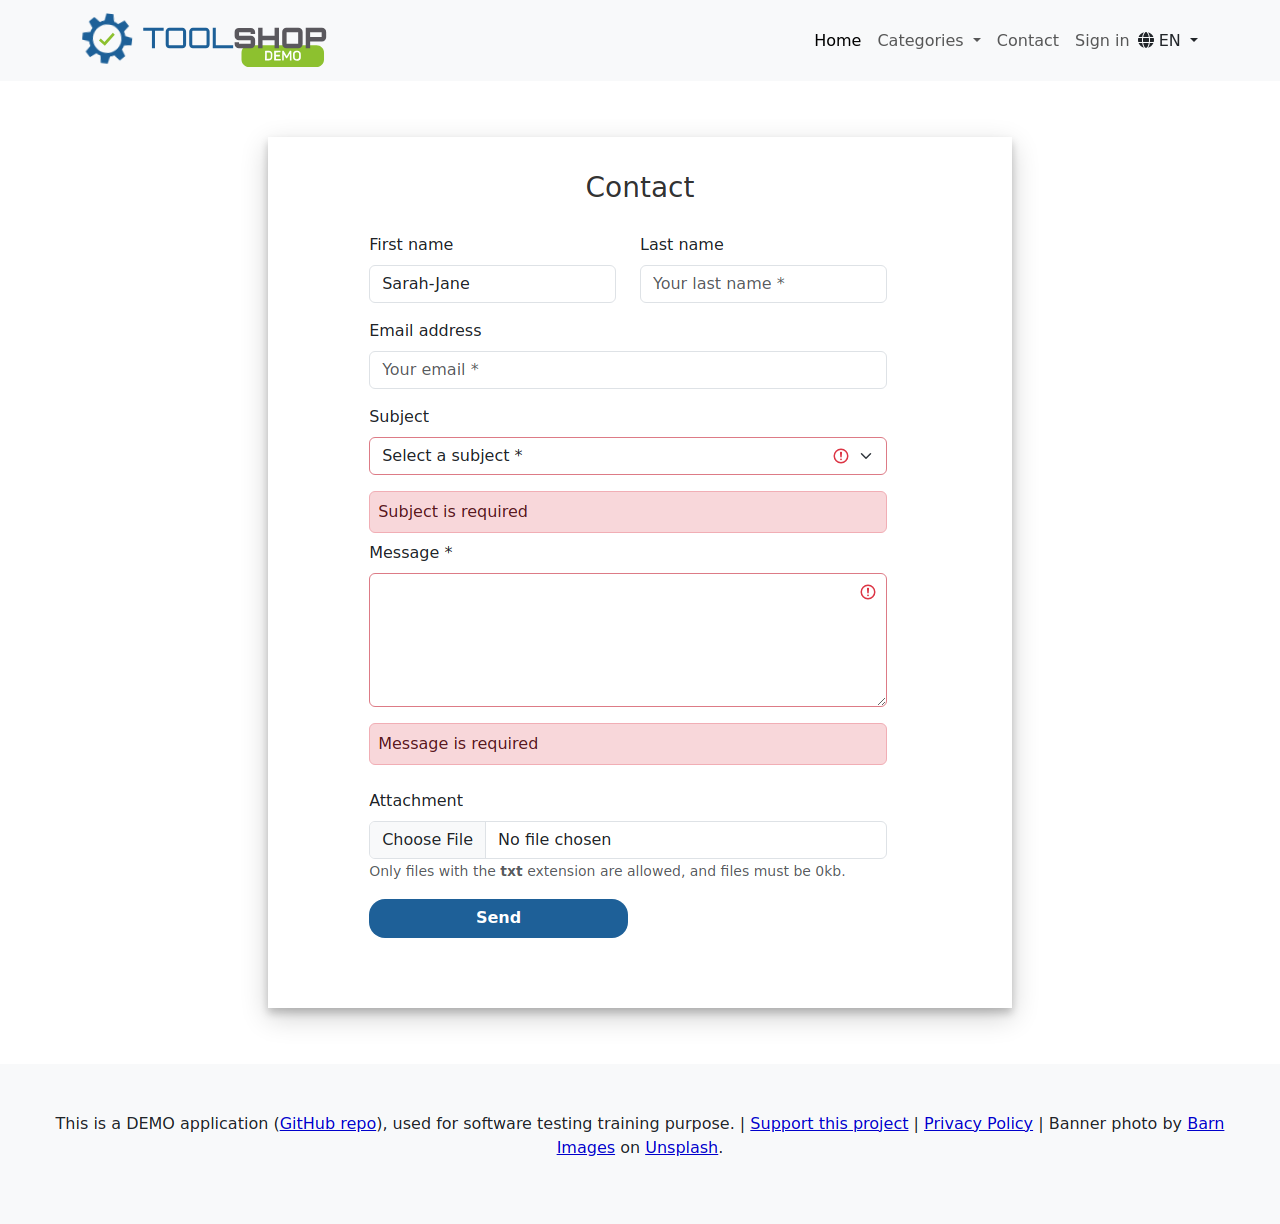 TOOLSHOP
DEMO
Home Categories Contact Sign in EN
Contact
First name Last name
Sarah-Jane Your last name *
Email address
Your email *
Subject
Select a subject *
Subject is required
Message *
Message is required
Attachment
Choose File No file chosen
Only files with the txt extension are allowed, and files must be 0kb.
Send
This is a DEMO application (GitHub repo), used for software testing training purpose. | Support this project | Privacy Policy | Banner photo by Barn
Images on Unsplash.